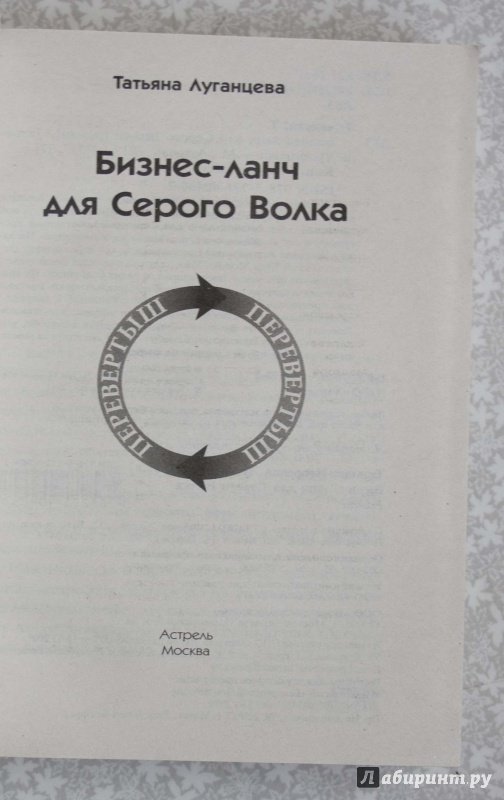 Татьяна Луганцева
Бизнес-ланч
для Серого Волка
ПЕРЕВЕРТЫШ
ПЕРЕВЕРТЫШ
Астрель
Москва
Лабиринт.ру